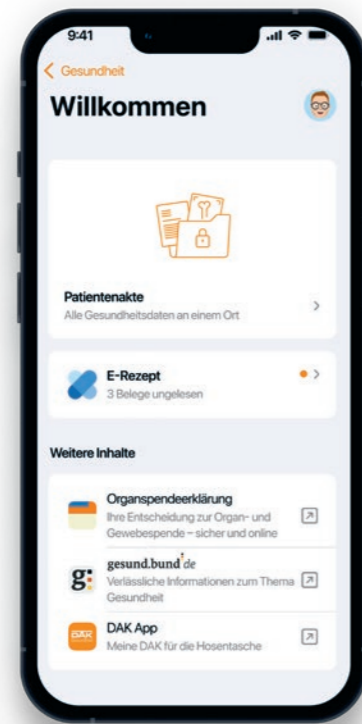 9:41
Gesundheit
Willkommen
Patientenakte
Alle Gesundheitsdaten an einem Ort
E-Rezept
3 Belege ungelesen
Weitere Inhalte
Organspendeerklärung
Ihre Entscheidung zur Organ- und
Gewebespende – sicher und online
g:
gesund.bund.de
Verlässliche Informationen zum Thema
Gesundheit
DAK
DAK App
Meine DAK für die Hosentasche